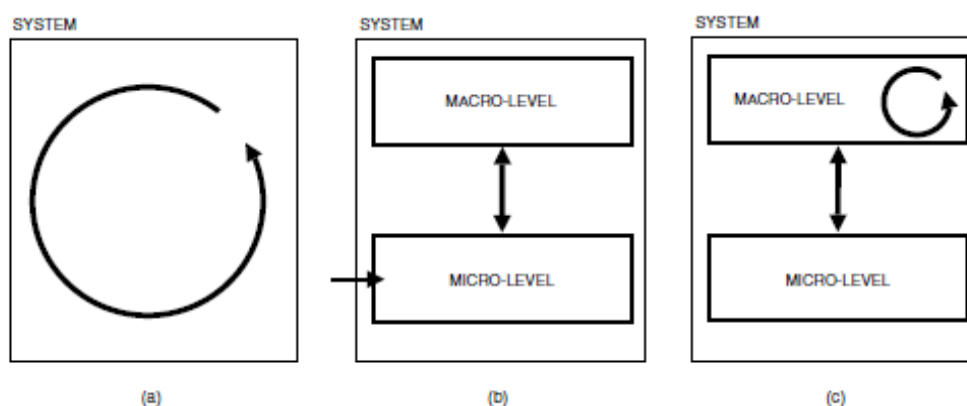 SYSTEM
SYSTEM
SYSTEM
MACRO-LEVEL
MACRO-LEVEL
MICRO-LEVEL
MICRO-LEVEL
(a)
(b)
(c)